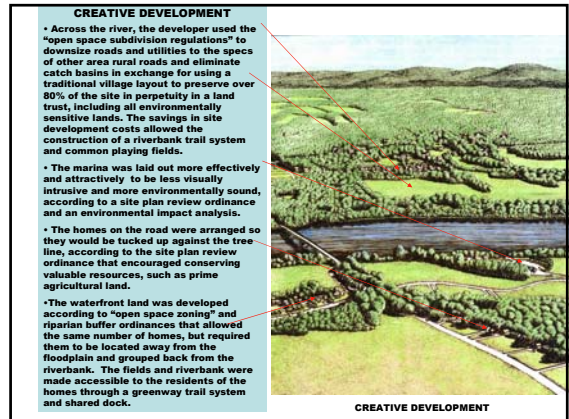 CREATIVE DEVELOPMENT
• Across the river, the developer used the
“open space subdivision regulations” to
downsize roads and utilities to the specs
of other area rural roads and eliminate
catch basins in exchange for using a
traditional village layout to preserve over
80% of the site in perpetuity in a land
trust, including all environmentally
sensitive lands. The savings in site
development costs allowed the
construction of a riverbank trail system
and common playing fields.
• The marina was laid out more effectively
and attractively to be less visually
intrusive and more environmentally sound,
according to a site plan review ordinance
and an environmental impact analysis.
• The homes on the road were arranged so
they would be tucked up against the tree
line, according to the site plan review
ordinance that encouraged conserving
valuable resources, such as prime
agricultural land.
•The waterfront land was developed
according to “open space zoning” and
riparian buffer ordinances that allowed
the same number of homes, but required
them to be located away from the
floodplain and grouped back from the
riverbank. The fields and riverbank were
made accessible to the residents of the
homes through a greenway trail system
and shared dock.
CREATIVE DEVELOPMENT